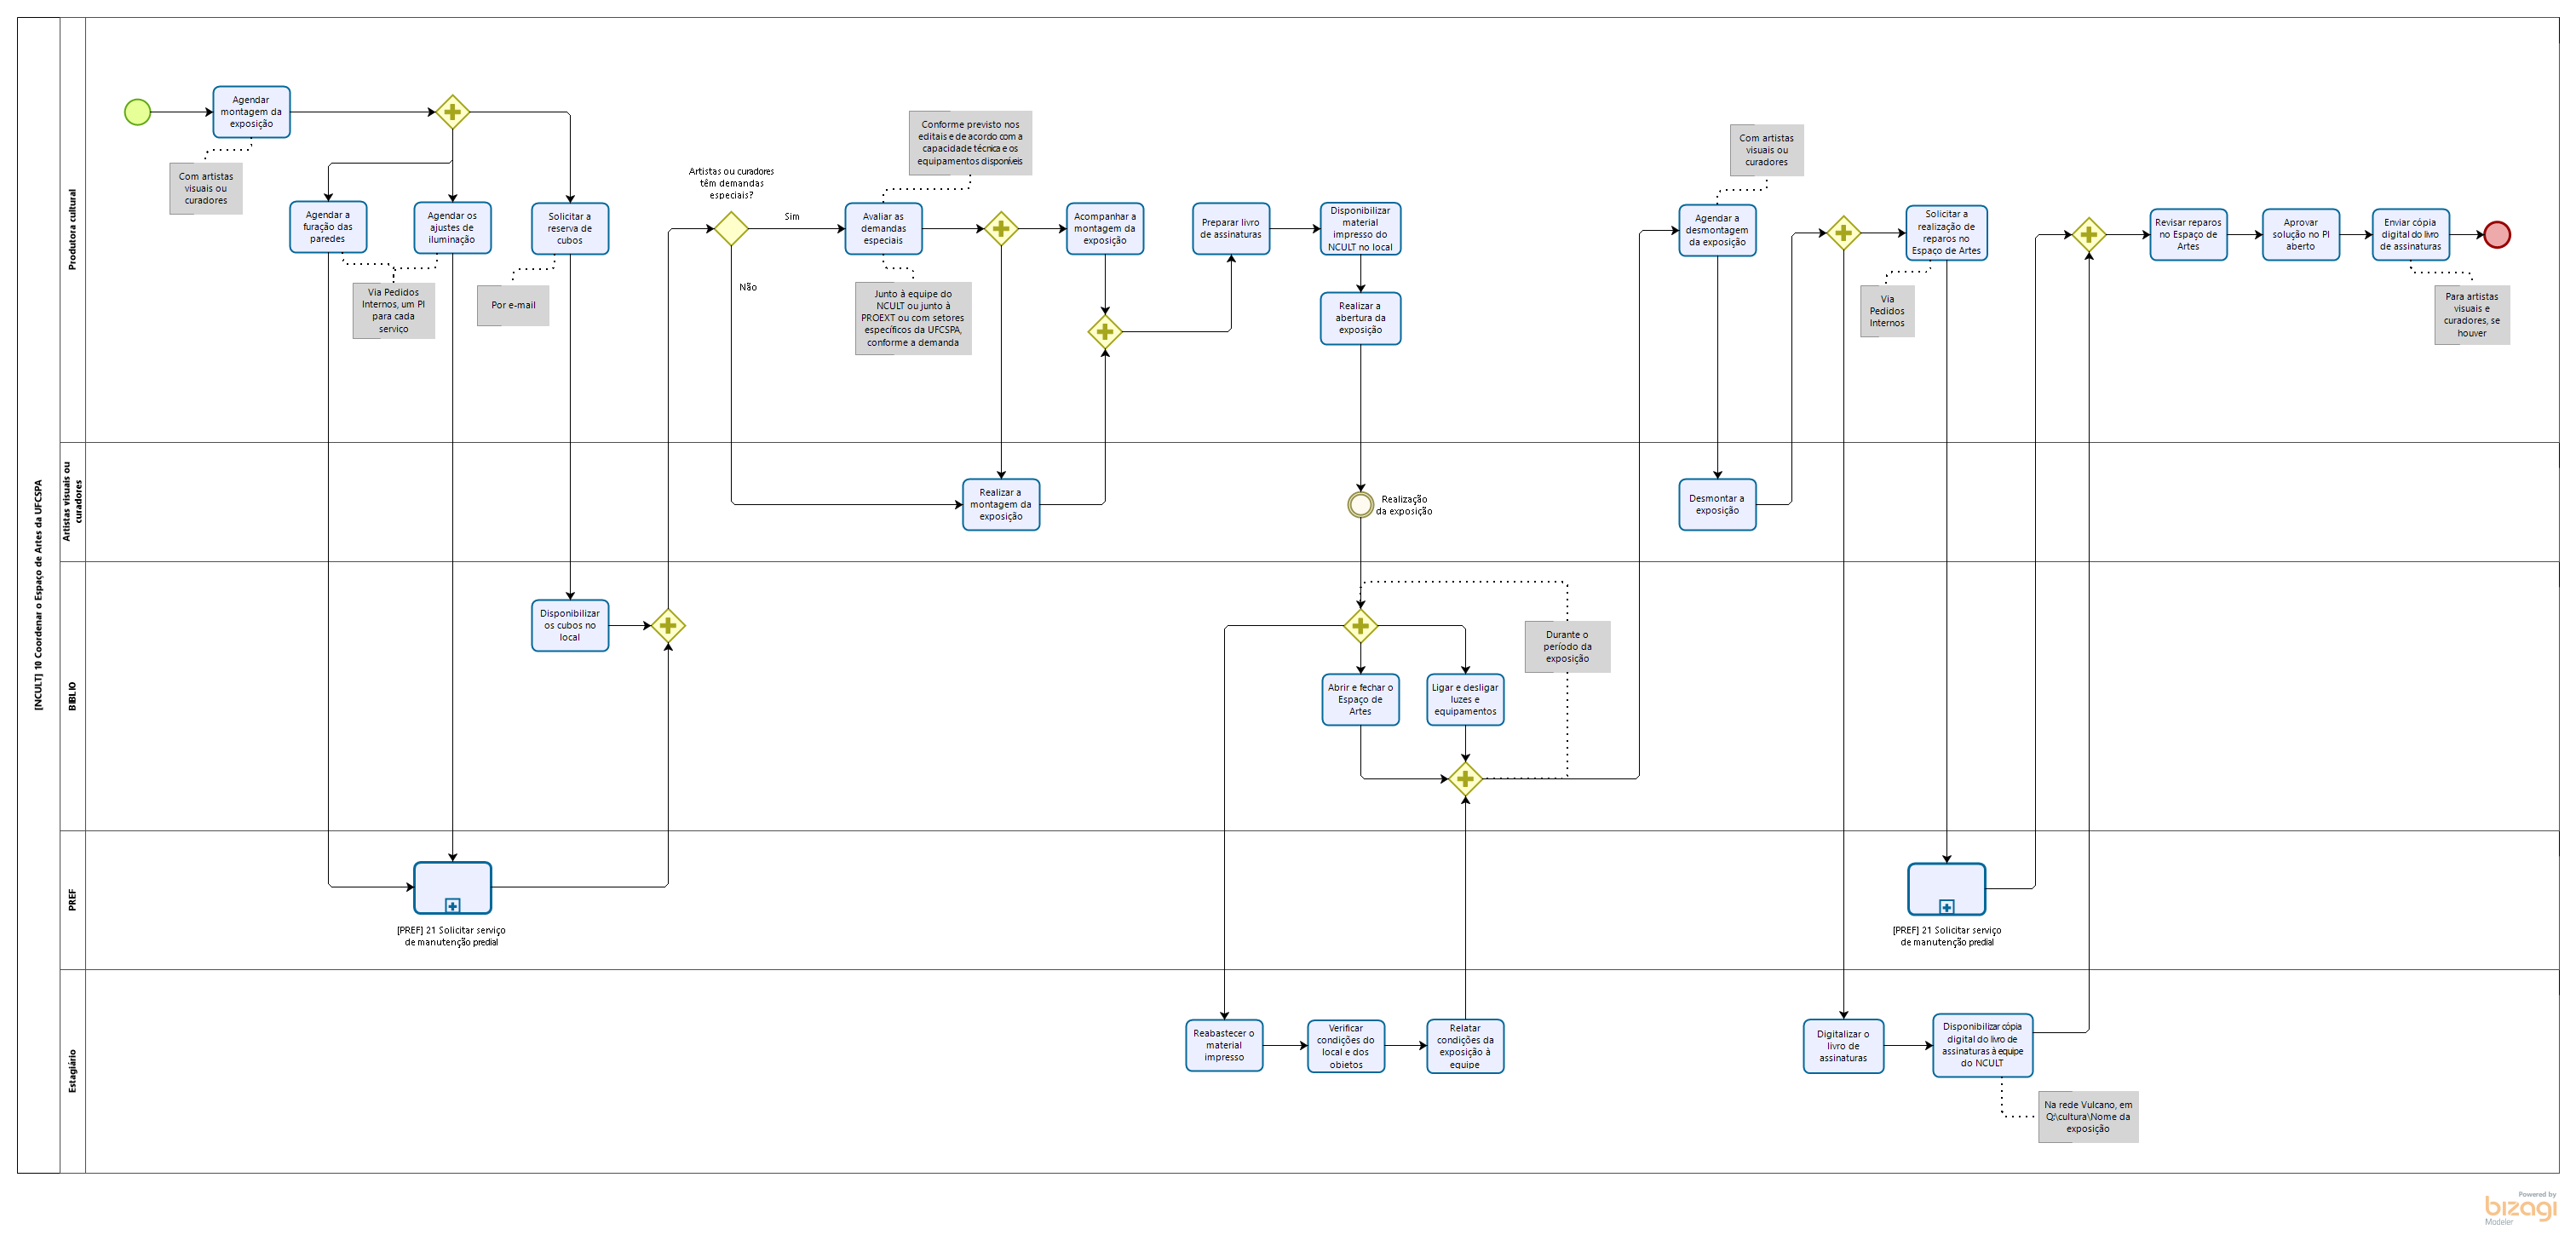 [NCULT] 10 Coordenar o Espaço de Artes da UFCSPA
Produtora cultural
Agendar
montagem da
exposição
Com artistas
visuais ou
curadores
Agendar a
furação das
paredes
Agendar os
ajustes de
iluminação
Via Pedidos
Internos, um PI
para cada
serviço
Solicitar a
reserva de
cubos
Por e-mail
Artistas ou curadores
têm demandas
especiais?
Sim
Não
Conforme previsto nos
editais e de acordo com a
capacidade técnica e os
equipamentos disponíveis
Avaliar as
demandas
especiais
Junto à equipe do
NCULT ou junto à
PROEXT ou com setores
específicos da UFCSPA,
conforme a demanda
Acompanhar a
montagem da
exposição
Preparar livro
de assinaturas
Disponibilizar
material
impresso do
NCULT no local
Realizar a
abertura da
exposição
Com artistas
visuais ou
curadores
Agendar a
desmontagem
da exposição
Solicitar a
realização de
reparos no
Espaço de Artes
Via
Pedidos
Internos
Revisar reparos
no Espaço de
Artes
Aprovar
solução no PI
aberto
Enviar cópia
digital do livro
de assinaturas
Para artistas
visuais e
curadores, se
houver
Artistas visuais ou
curadores
Realizar a
montagem da
exposição
Realização
da exposição
Desmontar a
exposição
BIBLIO
Disponibilizar
os cubos no
local
Abrir e fechar o
Espaço de
Artes
Ligar e desligar
luzes e
equipamentos
Durante o
período da
exposição
PREF
[PREF] 21 Solicitar serviço
de manutenção predial
[PREF] 21 Solicitar serviço
de manutenção predial
Estagiário
Reabastecer o
material
impresso
Verificar
condições do
local e dos
objetos
Relatar
condições da
exposição à
equipe
Digitalizar o
livro de
assinaturas
Disponibilizar cópia
digital do livro de
assinaturas à equipe
do NCULT
Na rede Vulcano, em
Q:\cultura\Nome da
exposição
Powered by
bizagi
Modeler